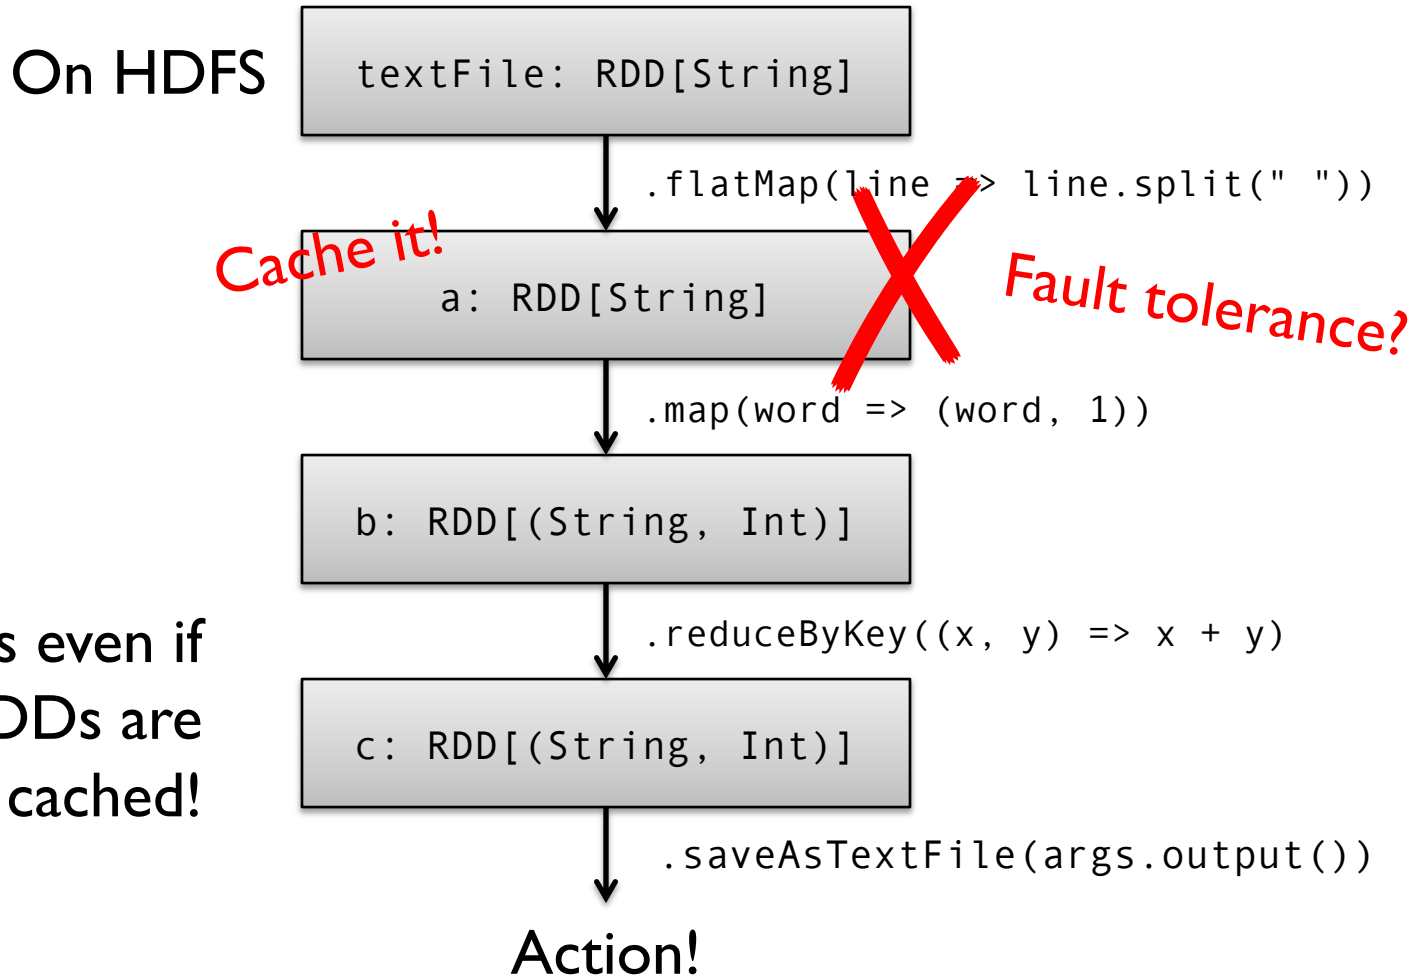 On HDFS
textFile: RDD[String]
.flatMap(line => line.split(" "))
Cache it!
a: RDD[String]
Fault tolerance?
.map(word => (word, 1))
b: RDD[(String, Int)]
.reduceByKey((x, y) => x + y)
even if
are
cached!
c: RDD[(String, Int)]
.saveAsTextFile(args.output())
Action!